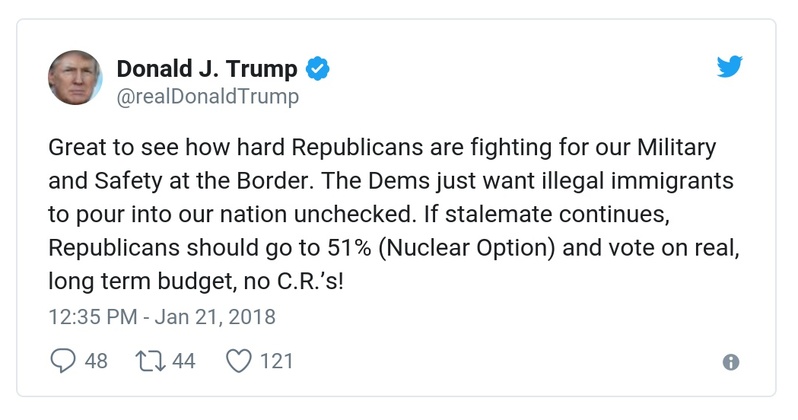 Donald J. Trump
@realDonaldTrump
Great to see how hard Republicans are fighting for our Military
and Safety at the Border. The Dems just want illegal immigrants
to pour into our nation unchecked. If stalemate continues,
Republicans should go to 51% (Nuclear Option) and vote on real,
long term budget, no C.R.’s!
12:35 PM - Jan 21, 2018
48 44 121